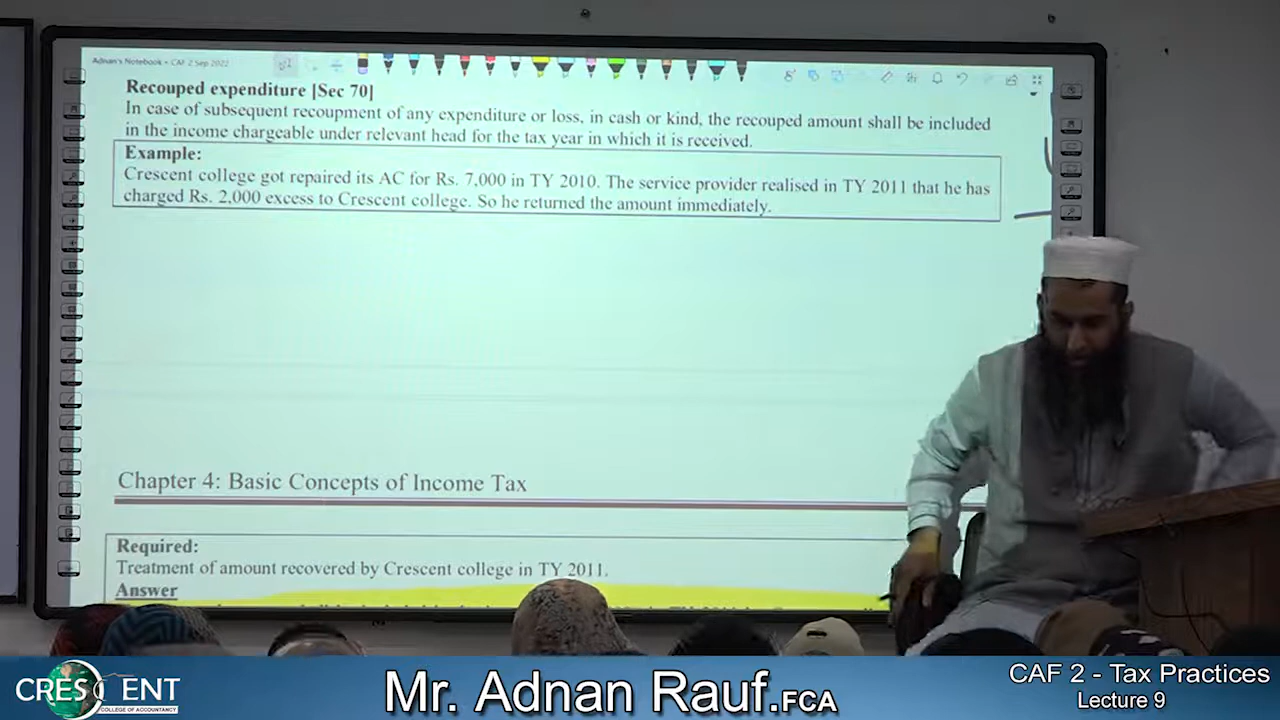 Adnan's Notebook • CAF 2 Sep 2022
Recouped expenditure [Sec 70]
In case of subsequent recoupment of any expenditure or loss, in cash or kind, the recouped amount shall be included
in the income chargeable under relevant head for the tax year in which it is received.
Example:
Crescent college got repaired its AC for Rs. 7,000 in TY 2010. The service provider realised in TY 2011 that he has
charged Rs. 2,000 excess to Crescent college. So he returned the amount immediately.
Chapter 4: Basic Concepts of Income Tax
Required:
Treatment of amount recovered by Crescent college in TY 2011.
Answer
CRESCENT
COLLEGE OF ACCOUNTANCY
Mr. Adnan Rauf.FCA
CAF 2 - Tax Practices
Lecture 9